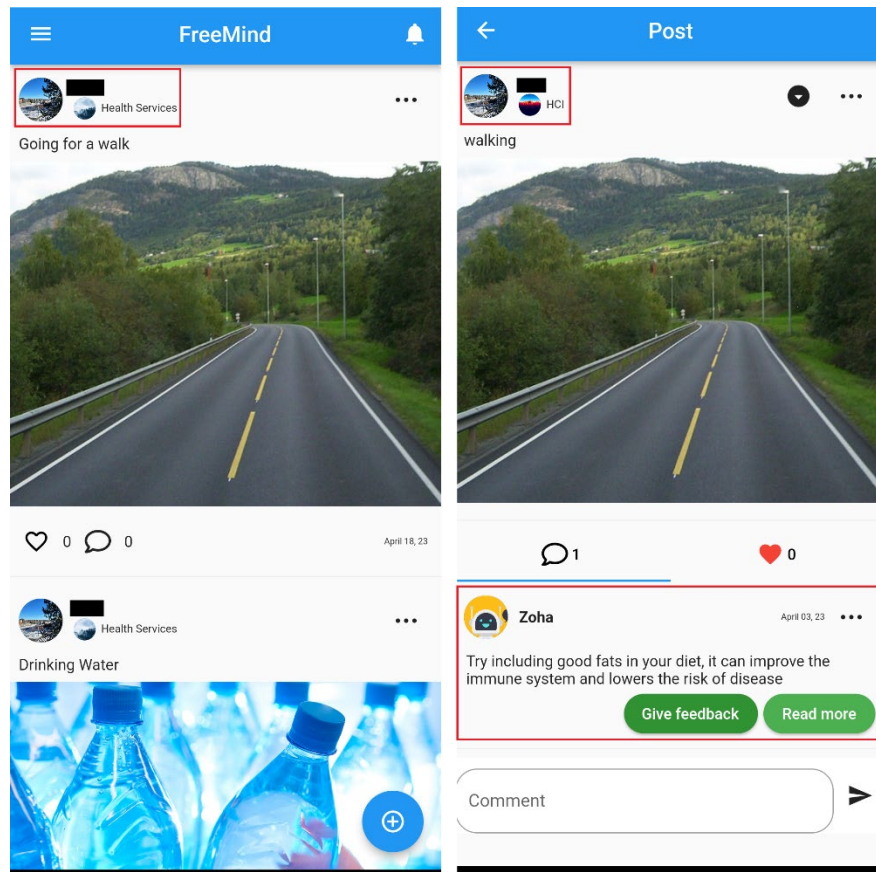 FreeMind
Health Services
Going for a walk
0 0 April 18, 23
Health Services
Drinking Water
Post
HCI
walking
1 0
Zoha April 03, 23
Try including good fats in your diet, it can improve the
immune system and lowers the risk of disease
Give feedback Read more
Comment